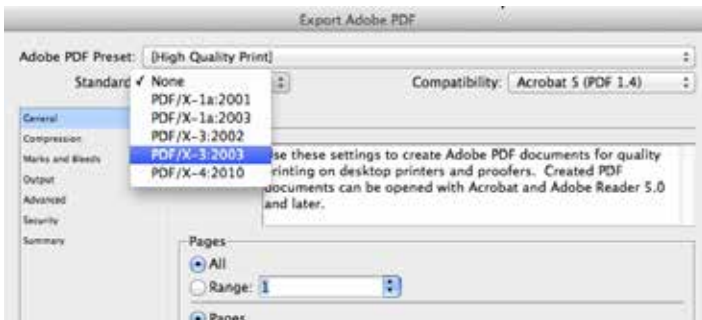 Export Adobe PDF
Adobe PDF Preset: [High Quality Print]
Standard ✓ None Compatibility: Acrobat 5 (PDF 1.4)
PDF/X-1a:2001
PDF/X-1a:2003
PDF/X-3:2002
PDF/X-3:2003
PDF/X-4:2010
General
Compression
Marks and Bleeds
Output
Advanced
Security
Summary
se these settings to create Adobe PDF documents for quality
rinting on desktop printers and proofers. Created PDF
ocuments can be opened with Acrobat and Adobe Reader 5.0
and later.
Pages
All
Range: 1
Pages